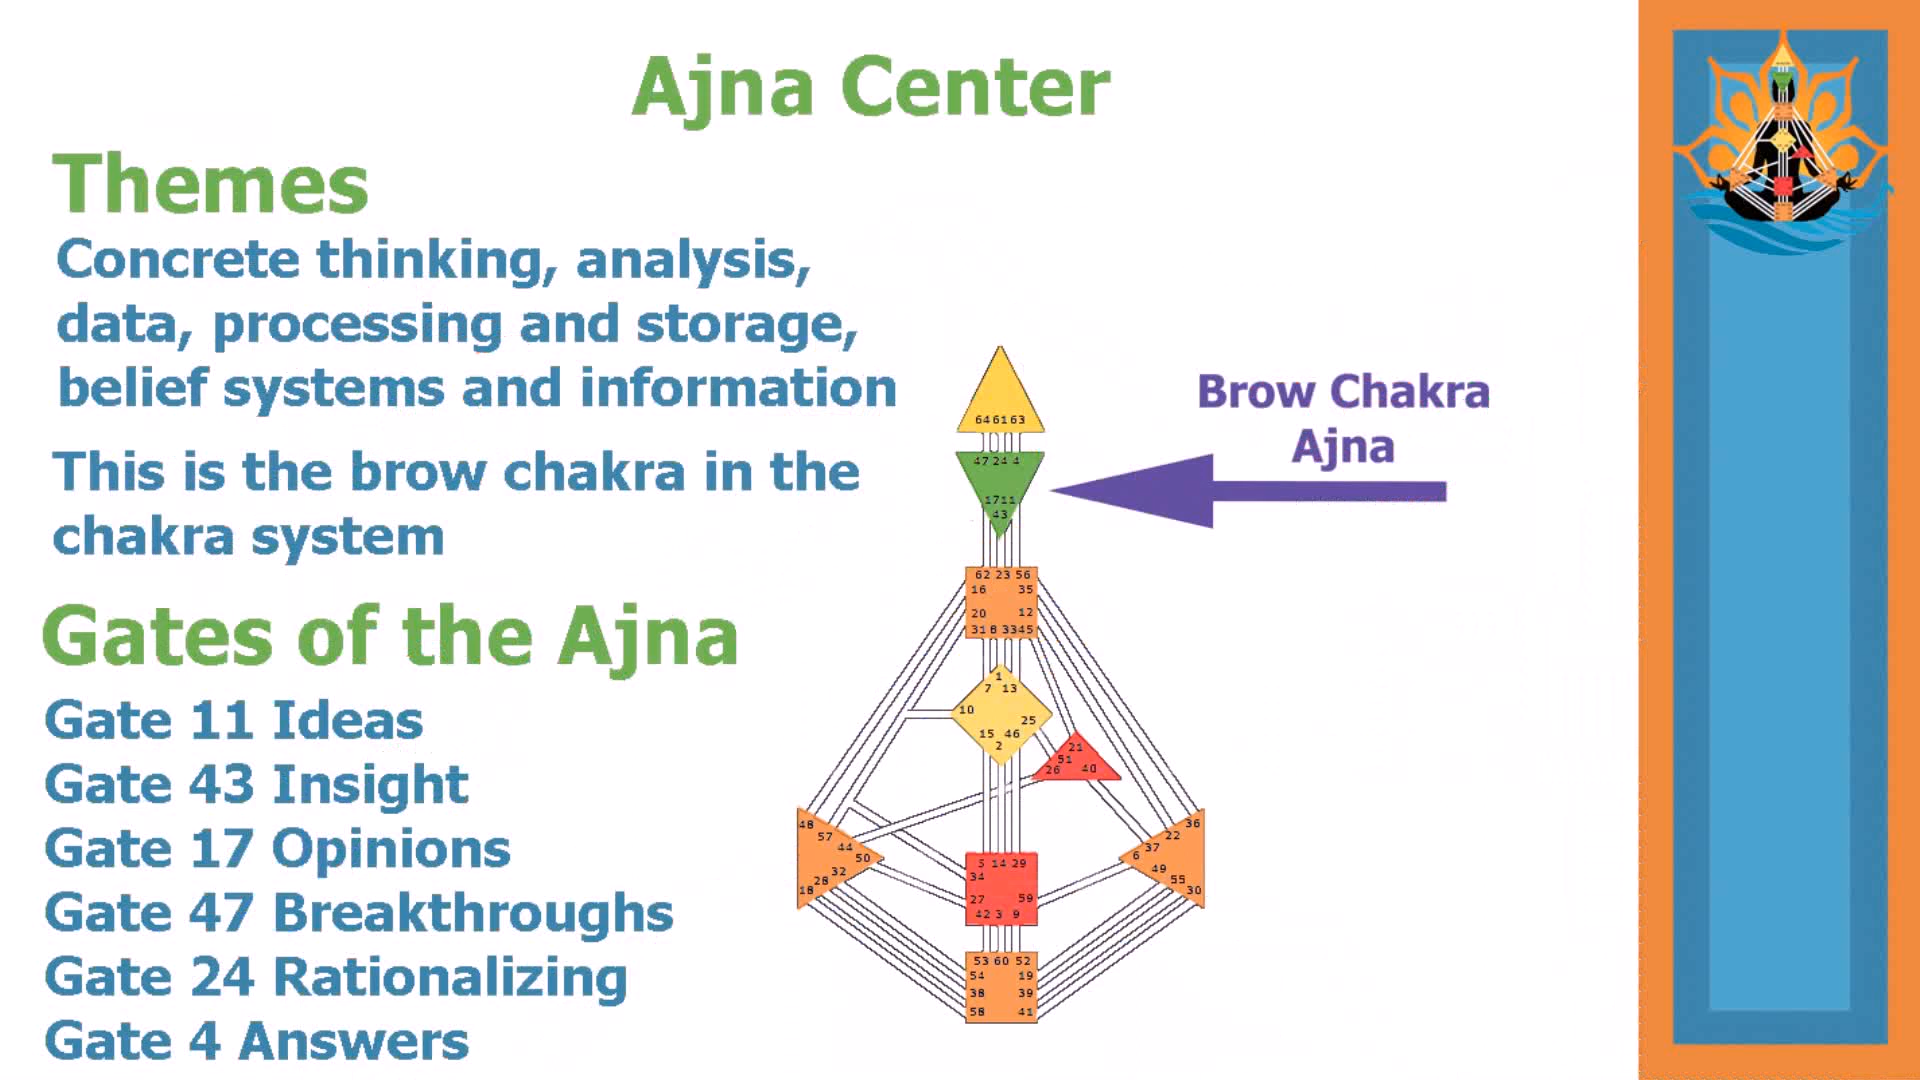 Ajna Center
Themes
Concrete thinking, analysis,
data, processing and storage,
belief systems and information
This is the brow chakra in the
chakra system
Gates of the Ajna
Gate 11 Ideas
Gate 43 Insight
Gate 17 Opinions
Gate 47 Breakthroughs
Gate 24 Rationalizing
Gate 4 Answers
Brow Chakra
Ajna
64 61 63
47 24 4
17 11
43
62 23 56
16 35
20 12
31 8 33 45
1
7 13
10
25
15 46
2
21
51
26 40
48
57
44
50
32
28
18
36
22
37
6
49
55
30
5 14 29
34
27 59
42 3 9
53 60 52
54 19
38 39
58 41